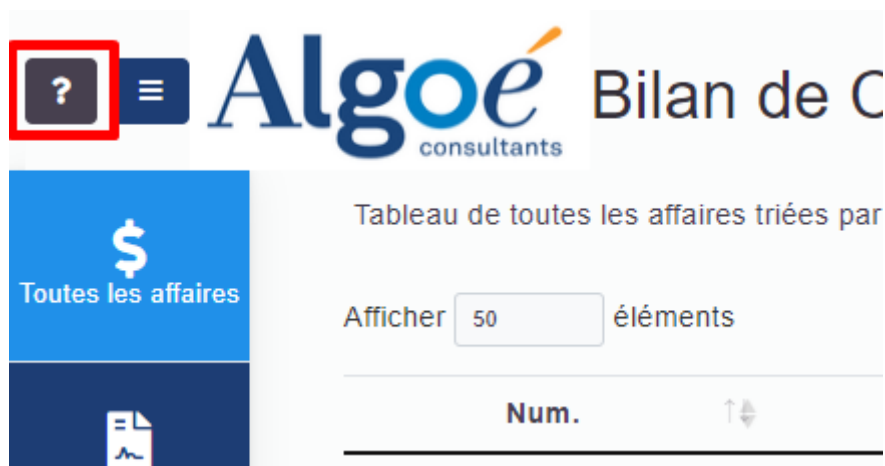 ?
Algoé
consultants
Bilan de C
Tableau de toutes les affaires triées par
$
Toutes les affaires
Afficher 50 éléments
Num.